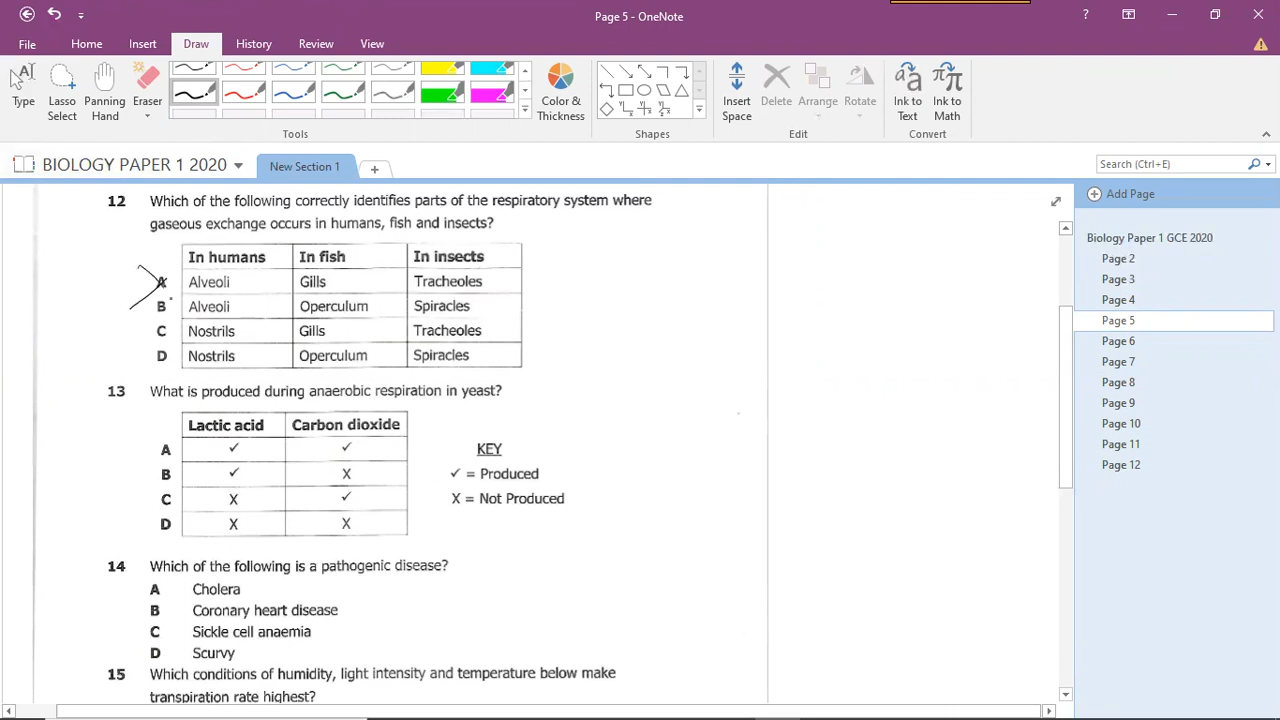 Page 5 - OneNote
?
File
Home
Insert
Draw
History
Review
View
Type
Lasso Select
Panning Hand
Eraser
Color & Thickness
Insert Space
Delete
Arrange
Rotate
Ink to Text
Ink to Math
Tools
Shapes
Edit
Convert
BIOLOGY PAPER 1 2020
New Section 1
Search (Ctrl+E)
12 Which of the following correctly identifies parts of the respiratory system where
gaseous exchange occurs in humans, fish and insects?
In humans In fish In insects
A Alveoli Gills Tracheoles
B Alveoli Operculum Spiracles
C Nostrils Gills Tracheoles
D Nostrils Operculum Spiracles
13 What is produced during anaerobic respiration in yeast?
Lactic acid Carbon dioxide
A ✓ ✓
B ✓ X
C X ✓
D X X
KEY
✓ = Produced
X = Not Produced
14 Which of the following is a pathogenic disease?
A Cholera
B Coronary heart disease
C Sickle cell anaemia
D Scurvy
15 Which conditions of humidity, light intensity and temperature below make
transpiration rate highest?
Add Page
Biology Paper 1 GCE 2020
Page 2
Page 3
Page 4
Page 5
Page 6
Page 7
Page 8
Page 9
Page 10
Page 11
Page 12